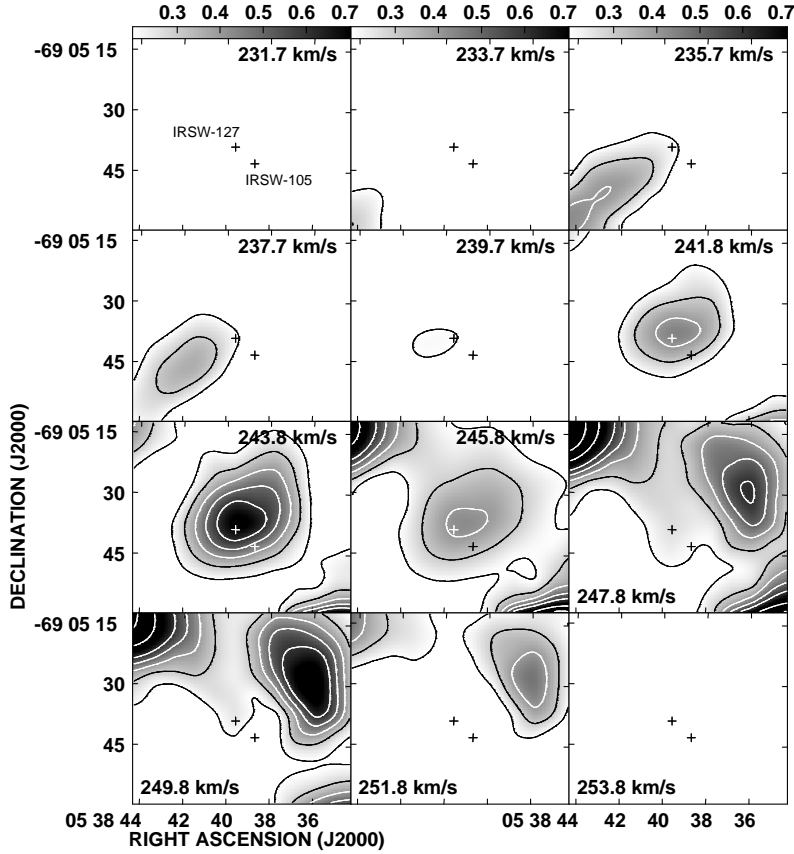 0.3 0.4 0.5 0.6 0.7 0.3 0.4 0.5 0.6 0.7 0.3 0.4 0.5 0.6 0.7
-69 05 15 231.7 km/s 233.7 km/s 235.7 km/s
30
IRSW-127
45
IRSW-105
-69 05 15 237.7 km/s 239.7 km/s 241.8 km/s
30
45
DECLINATION (J2000)
-69 05 15 243.8 km/s 245.8 km/s
30
45
247.8 km/s
-69 05 15
30
45
249.8 km/s 251.8 km/s 253.8 km/s
05 38 44 42 40 38 36 05 38 44 42 40 38 36
RIGHT ASCENSION (J2000)